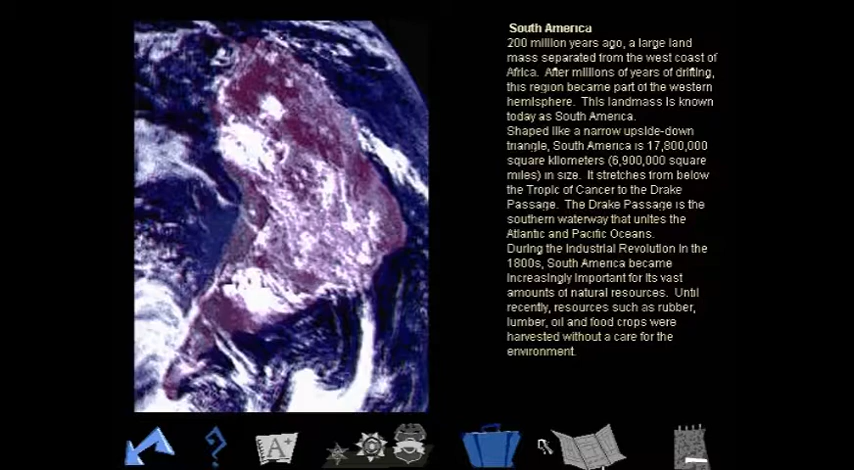 South America
200 million years ago, a large land
mass separated from the west coast of
Africa. After millions of years of drifting,
this region became part of the western
hemisphere. This landmass is known
today as South America.
Shaped like a narrow upside-down
triangle, South America is 17,800,000
square kilometers (6,900,000 square
miles) in size. It stretches from below
the Tropic of Cancer to the Drake
Passage. The Drake Passage is the
southern waterway that unites the
Atlantic and Pacific Oceans.
During the Industrial Revolution in the
1800s, South America became
increasingly important for its vast
amounts of natural resources. Until
recently, resources such as rubber,
lumber, oil and food crops were
harvested without a care for the
environment.
? A+